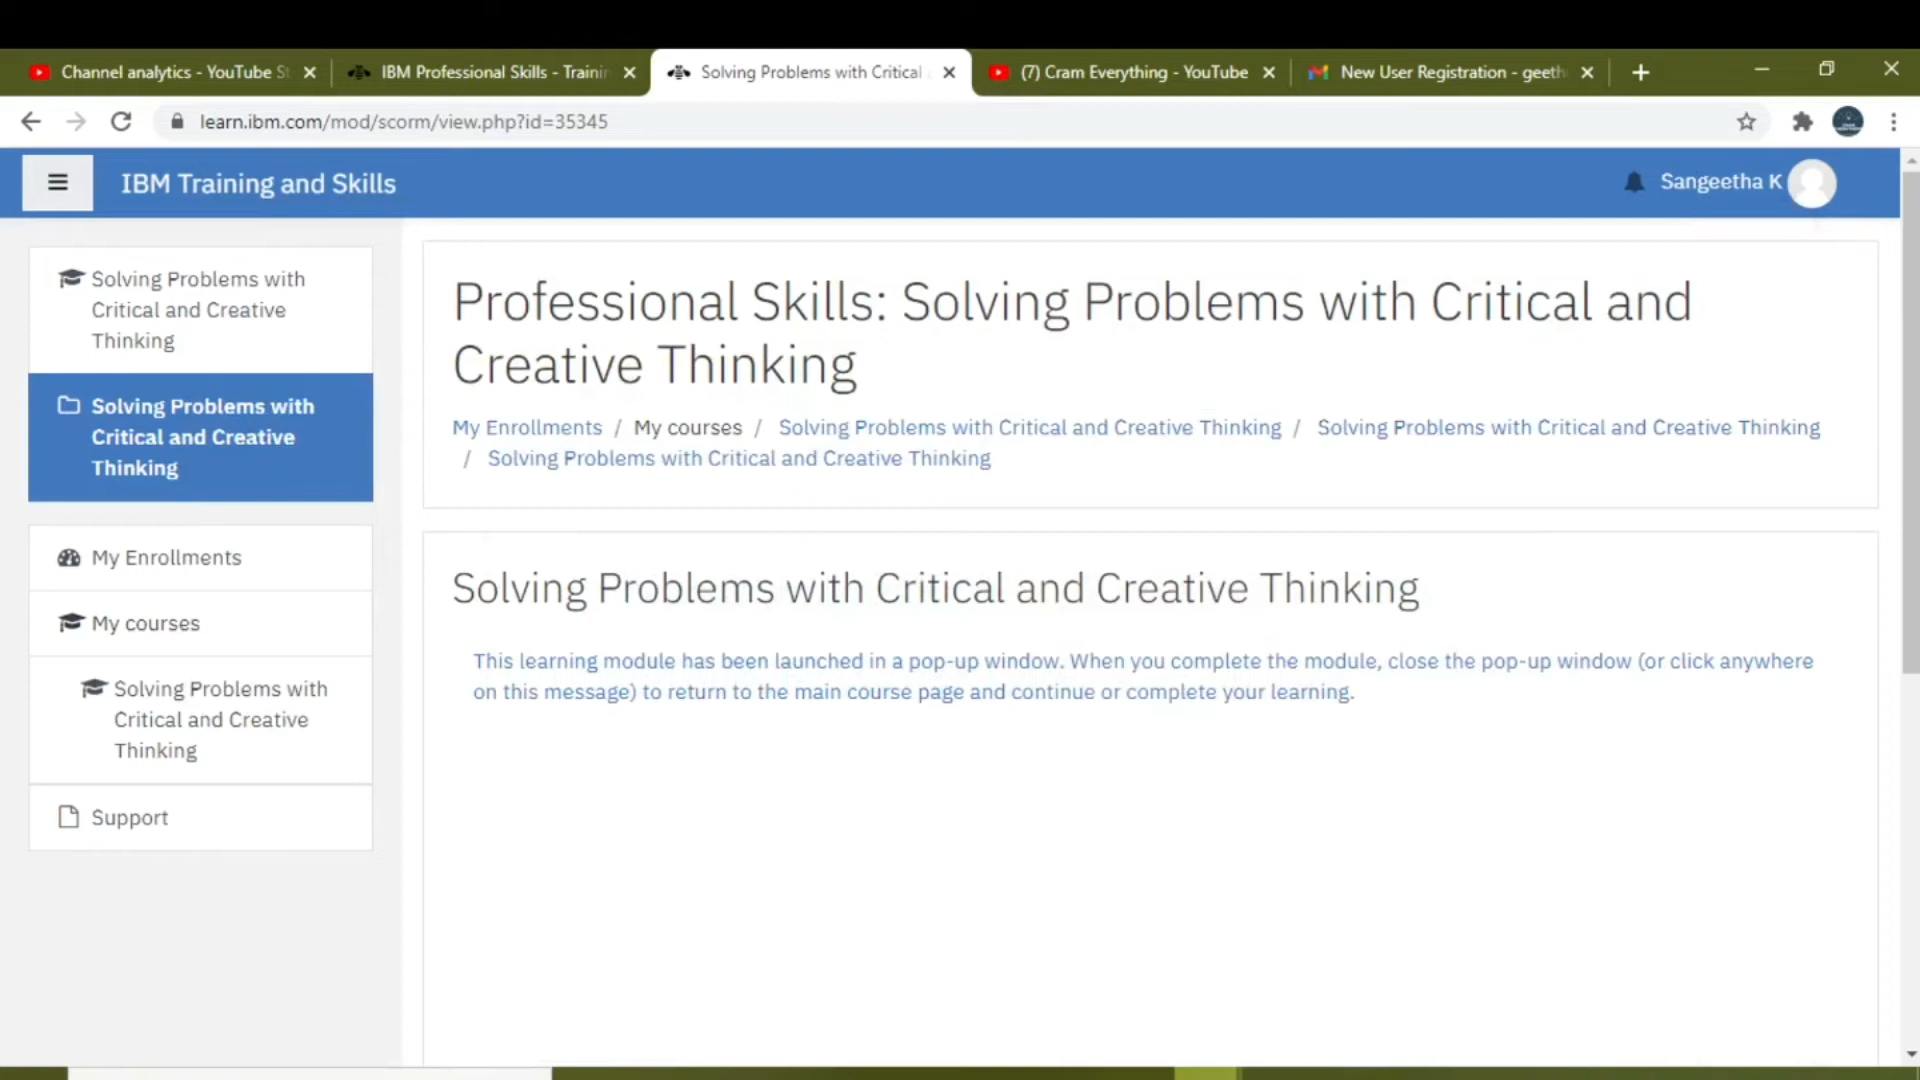 Channel analytics - YouTube St
IBM Professional Skills - Trainin
Solving Problems with Critical
(7) Cram Everything - YouTube
New User Registration - geeth
learn.ibm.com/mod/scorm/view.php?id=35345
IBM Training and Skills
Sangeetha K
Solving Problems with
Critical and Creative
Thinking
Solving Problems with
Critical and Creative
Thinking
My Enrollments
My courses
Solving Problems with
Critical and Creative
Thinking
Support
Professional Skills: Solving Problems with Critical and
Creative Thinking
My Enrollments / My courses / Solving Problems with Critical and Creative Thinking / Solving Problems with Critical and Creative Thinking
/ Solving Problems with Critical and Creative Thinking
Solving Problems with Critical and Creative Thinking
This learning module has been launched in a pop-up window. When you complete the module, close the pop-up window (or click anywhere
on this message) to return to the main course page and continue or complete your learning.